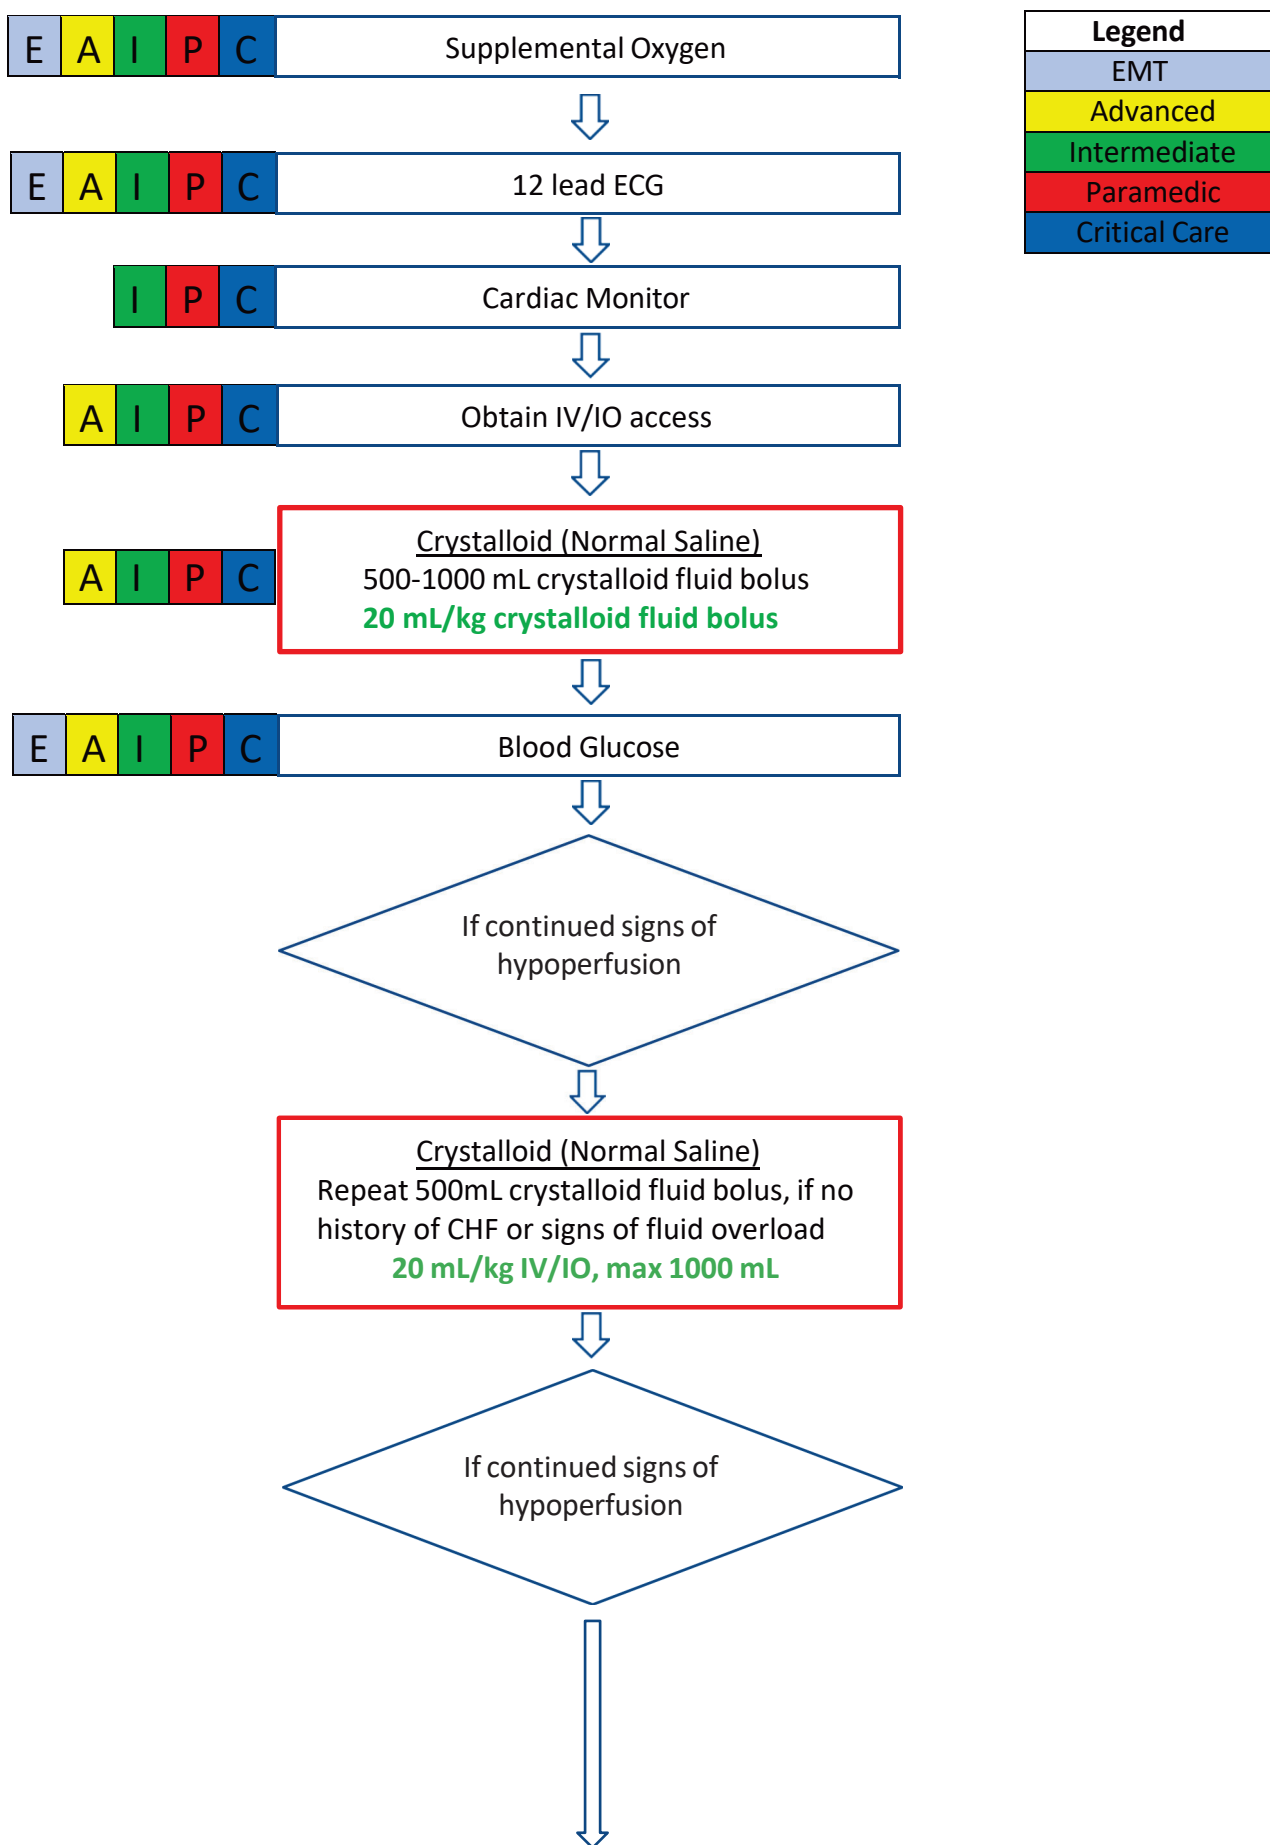 E A I P C Supplemental Oxygen
Legend
EMT
Advanced
Intermediate
Paramedic
Critical Care
E A I P C 12 lead ECG
I P C Cardiac Monitor
A I P C Obtain IV/IO access
Crystalloid (Normal Saline)
500-1000 mL crystalloid fluid bolus
A I P C
20 mL/kg crystalloid fluid bolus
E A I P C Blood Glucose
If continued signs of
hypoperfusion
Crystalloid (Normal Saline)
Repeat 500mL crystalloid fluid bolus, if no
history of CHF or signs of fluid overload
20 mL/kg IV/IO, max 1000 mL
If continued signs of
hypoperfusion